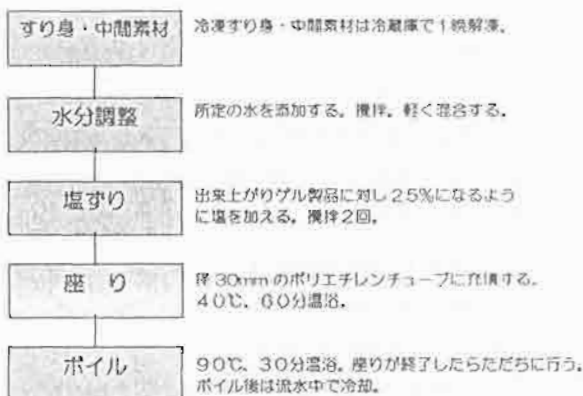 すり身・中間素材
冷凍すり身・中間素材は冷蔵庫で1晩解凍。
水分調整
所定の水を添加する。攪拌。軽く混合する。
塩ずり
出来上がりゲル製品に対し25%になるよう
に塩を加える。攪拌2回。
座り
径30mmのポリエチレンチューブに充填する。
40℃、60分温浴。
ボイル
90℃、30分温浴。座りが終了したらただちに行う。
ボイル後は流水中で冷却。